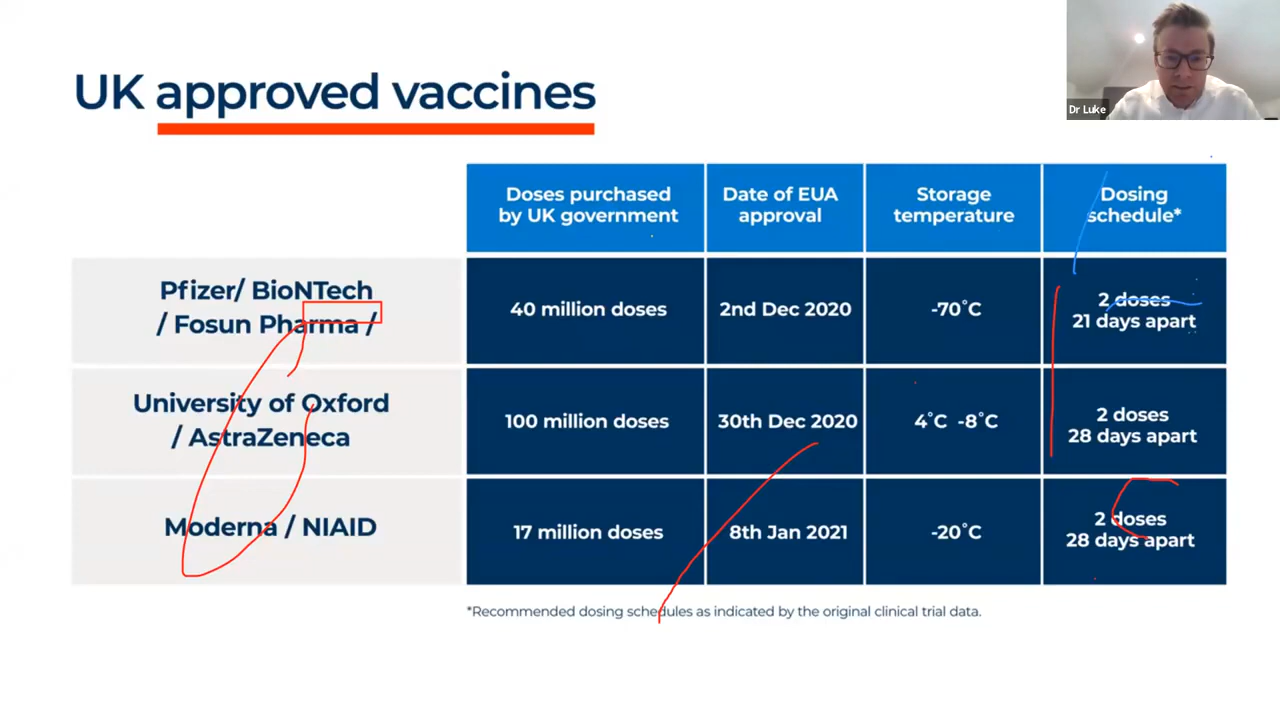 Dr Luke
UK approved vaccines
Doses purchased
by UK government
Date of EUA
approval
Storage
temperature
Dosing
schedule*
Pfizer/ BioNTech
/ Fosun Pharma /
40 million doses
2nd Dec 2020
-70°C
2 doses
21 days apart
University of Oxford
/ AstraZeneca
100 million doses
30th Dec 2020
4°C -8°C
2 doses
28 days apart
Moderna / NIAID
17 million doses
8th Jan 2021
-20°C
2 doses
28 days apart
*Recommended dosing schedules as indicated by the original clinical trial data.